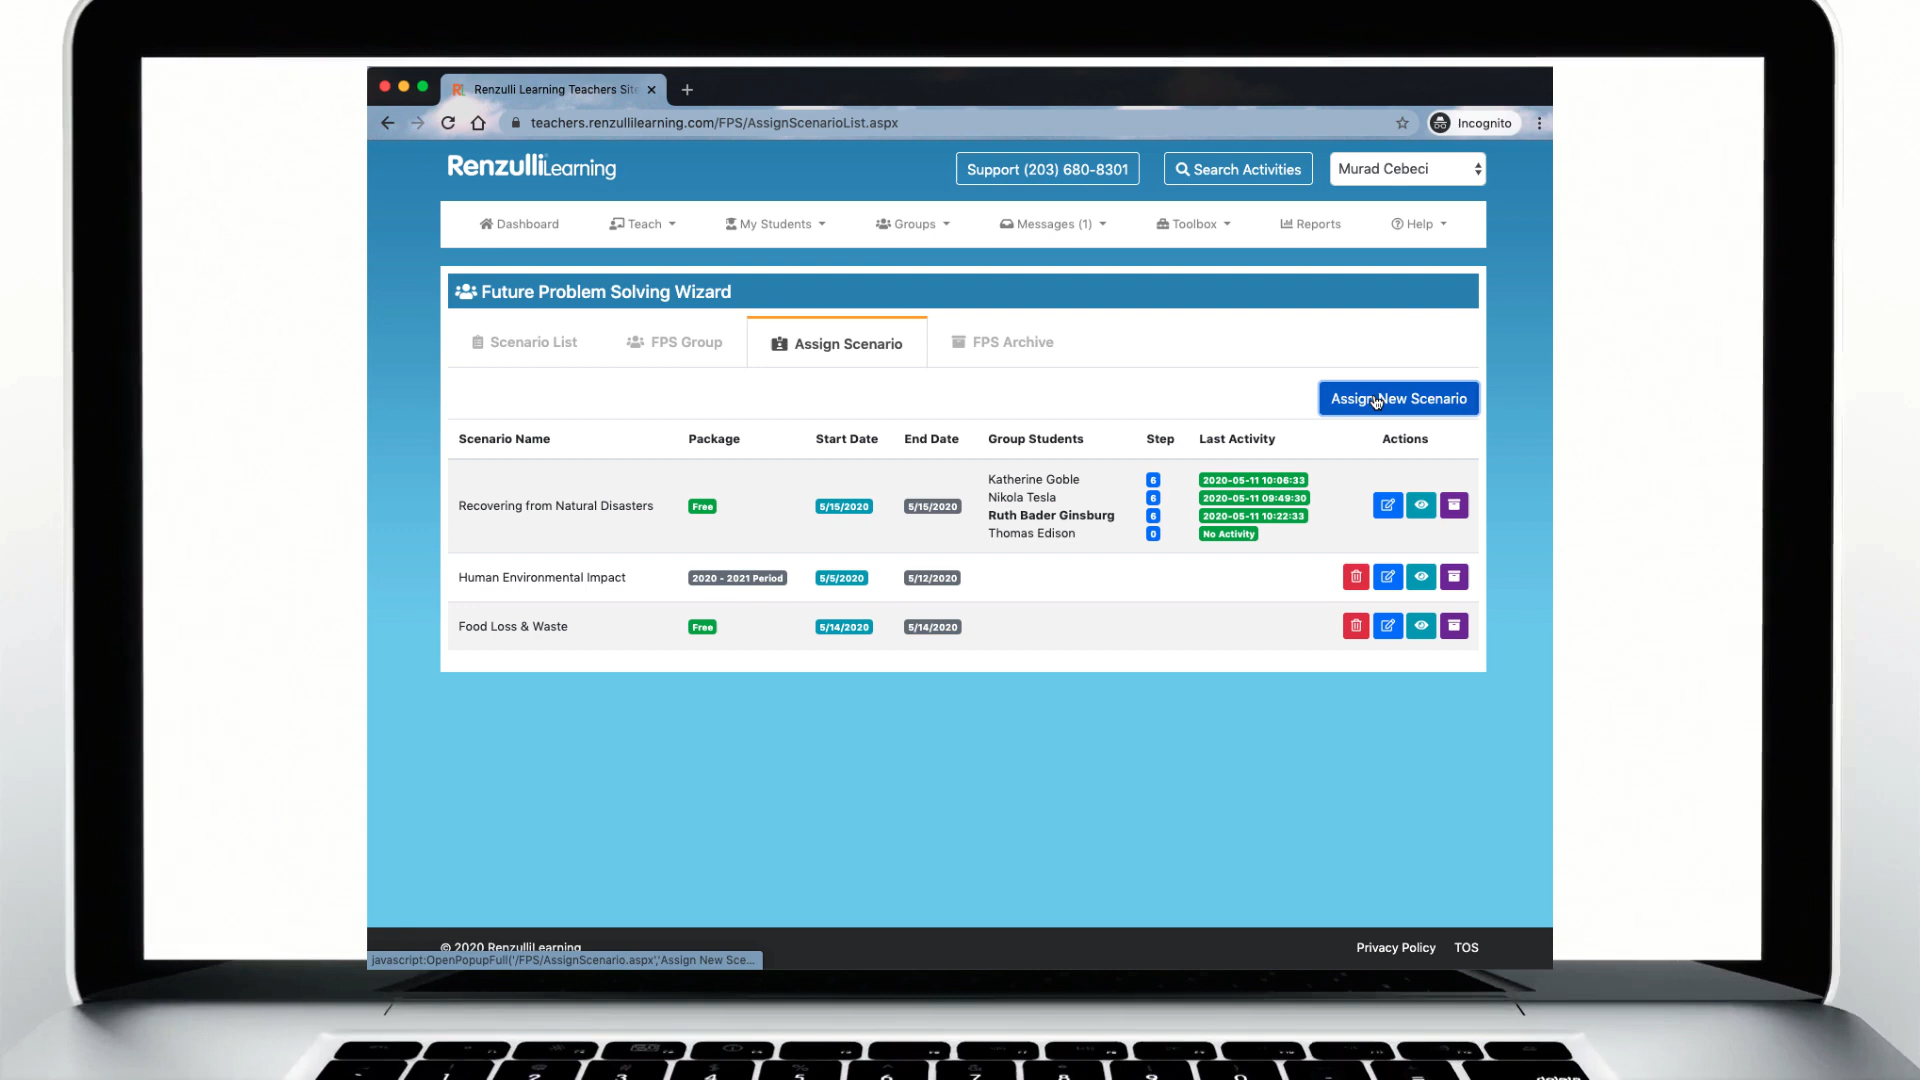 Renzulli Learning Teachers Site
teachers.renzullilearning.com/FPS/AssignScenarioList.aspx
Incognito
RenzulliLearning
Support (203) 680-8301
Search Activities
Murad Cebeci
Dashboard
Teach
My Students
Groups
Messages (1)
Toolbox
Reports
Help
Future Problem Solving Wizard
Scenario List
FPS Group
Assign Scenario
FPS Archive
Assign New Scenario
Scenario Name Package Start Date End Date Group Students Step Last Activity Actions
Recovering from Natural Disasters Free 5/15/2020 5/15/2020
Katherine Goble 6 2020-05-11 10:06:33
Nikola Tesla 6 2020-05-11 09:49:30
Ruth Bader Ginsburg 6 2020-05-11 10:22:33
Thomas Edison 0 No Activity
Human Environmental Impact 2020 - 2021 Period 5/5/2020 5/12/2020
Food Loss & Waste Free 5/14/2020 5/14/2020
© 2020 RenzulliLearning
Privacy Policy TOS
javascript:OpenPopupFull('/FPS/AssignScenario.aspx','Assign New Sce...